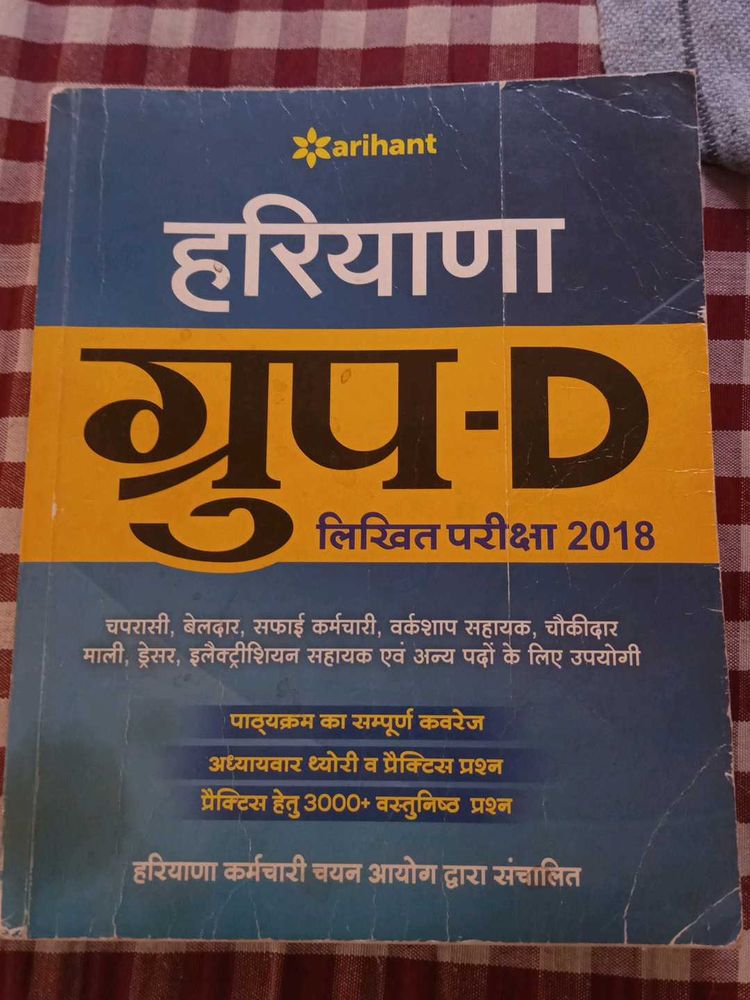 arihant
हरियाणा
ग्रुप-D
लिखित परीक्षा 2018
चपरासी, बेलदार, सफाई कर्मचारी, वर्कशाप सहायक, चौकीदार
माली, ड्रेसर, इलैक्ट्रीशियन सहायक एवं अन्य पदों के लिए उपयोगी
पाठ्यक्रम का सम्पूर्ण कवरेज
अध्यायवार थ्योरी व प्रैक्टिस प्रश्न
प्रैक्टिस हेतु 3000+ वस्तुनिष्ठ प्रश्न
हरियाणा कर्मचारी चयन आयोग द्वारा संचालित